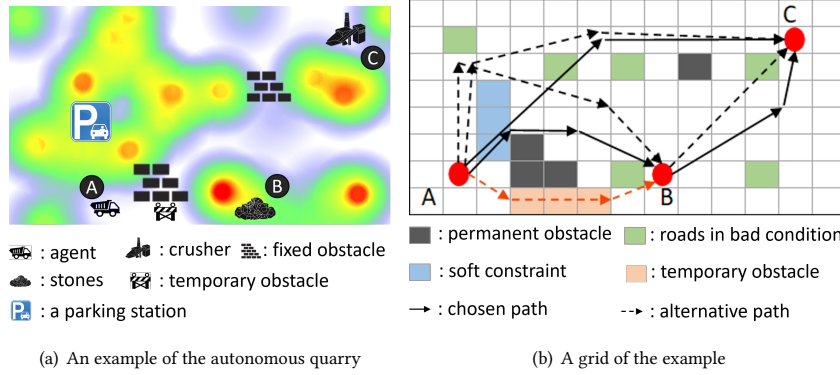 C
P
A
B
: agent
: crusher
: fixed obstacle
: stones
: temporary obstacle
P
: a parking station
(a) An example of the autonomous quarry
C
A
B
: permanent obstacle
: roads in bad condition
: soft constraint
: temporary obstacle
: chosen path
: alternative path
(b) A grid of the example